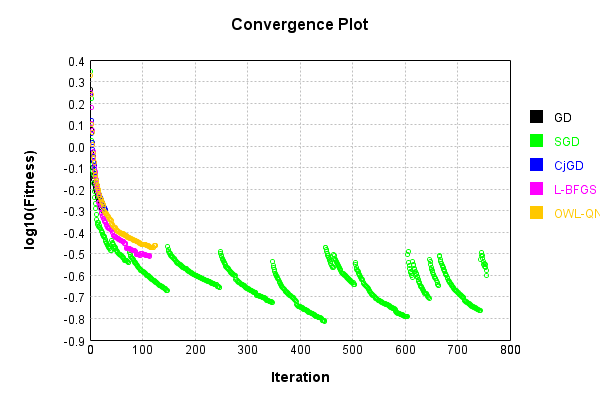 Convergence Plot
log10(Fitness)
0.4
0.3
0.2
0.1
0.0
-0.1
-0.2
-0.3
-0.4
-0.5
-0.6
-0.7
-0.8
-0.9
0 100 200 300 400 500 600 700 800
Iteration
GD
SGD
CjGD
L-BFGS
OWL-QN